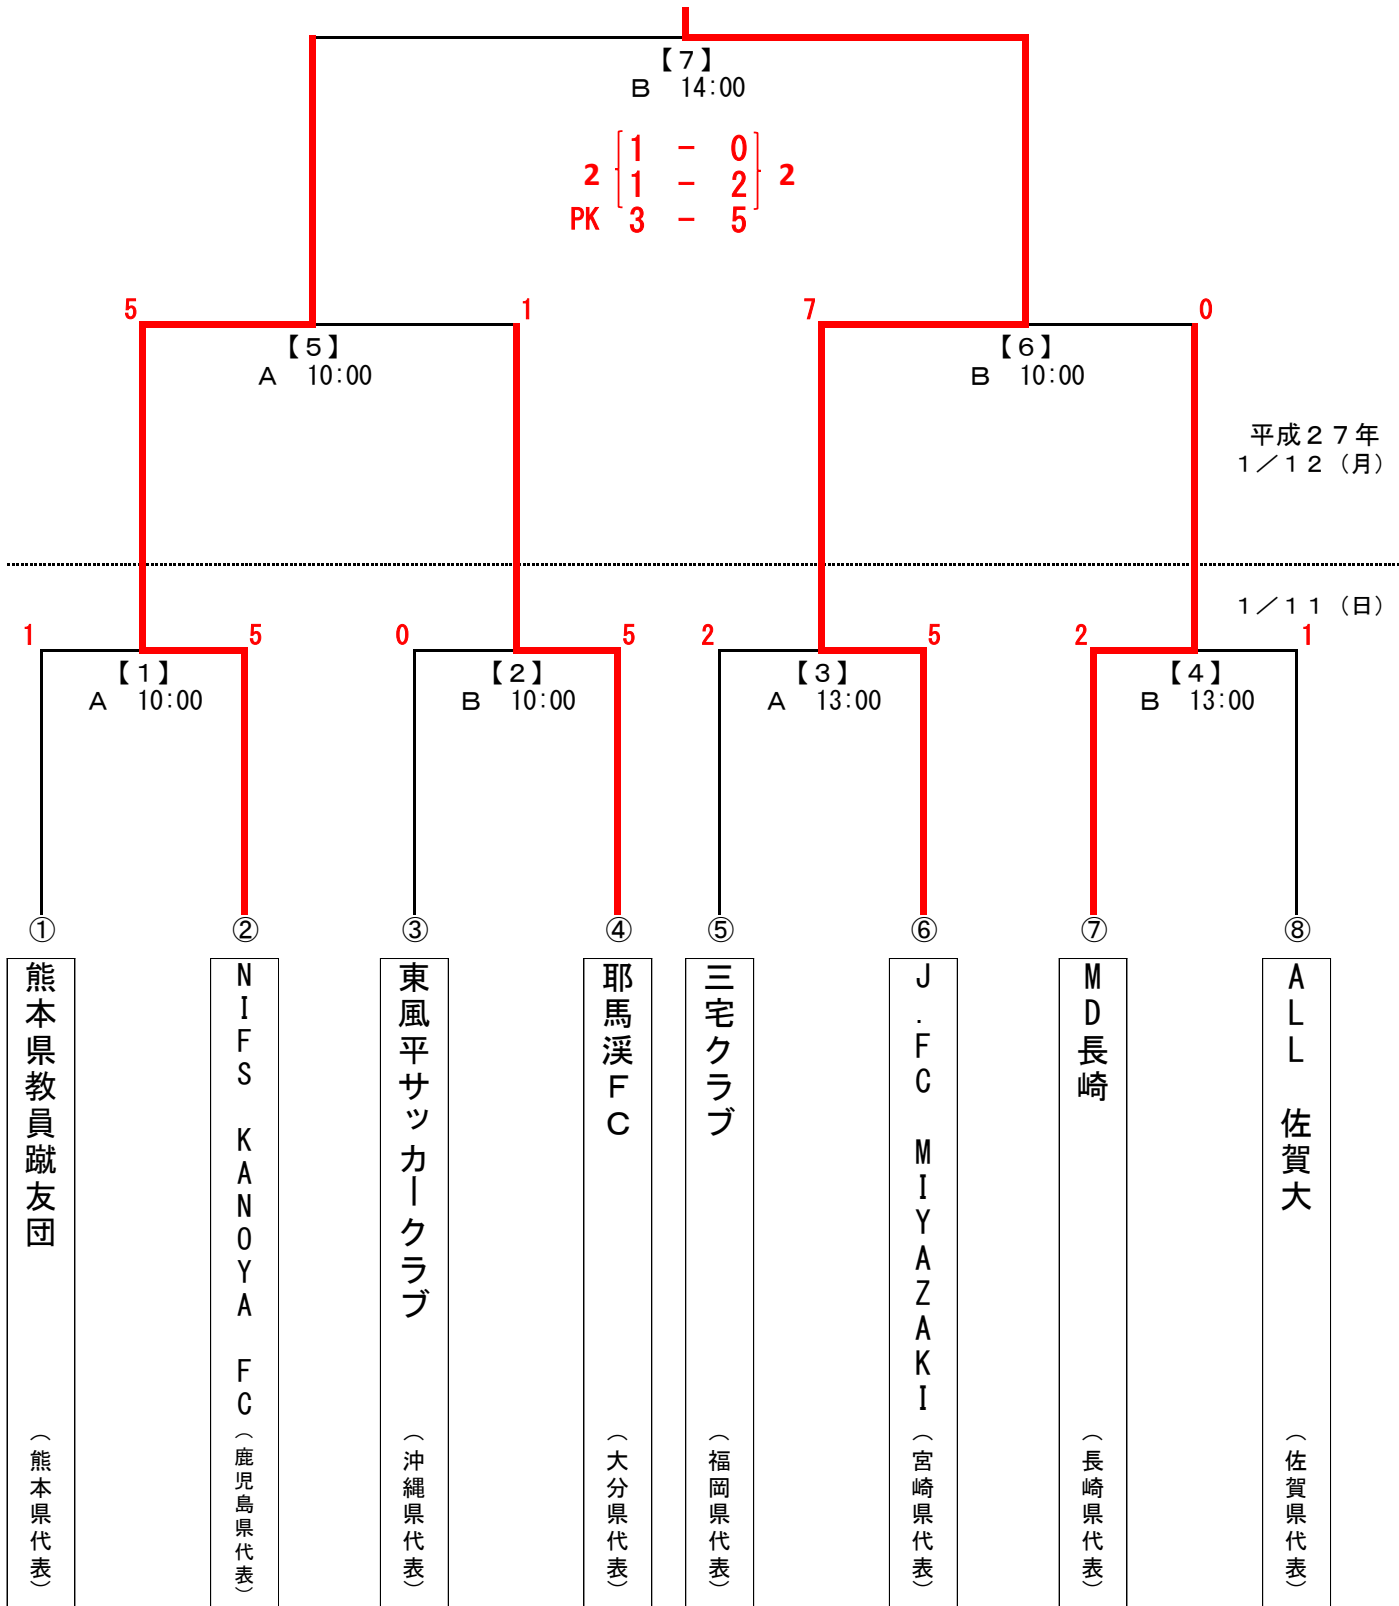 【７】
Ｂ　14:00
1 － 0
2 2
1 － 2
PK 3 － 5
5 1 7 0
【５】 【６】
Ａ　10:00 Ｂ　10:00
平成２７年
１／１２（月）
１／１１（日）
1 5 0 5 2 5 2 1
【１】 【２】 【３】 【４】
Ａ　10:00 Ｂ　10:00 Ａ　13:00 Ｂ　13:00
① ② ③ ④ ⑤ ⑥ ⑦ ⑧
熊本県教員蹴友団
（熊本県代表）
NIFS KANOYA FC
（鹿児島県代表）
東風平サッカークラブ
（沖縄県代表）
耶馬渓ＦＣ
（大分県代表）
三宅クラブ
（福岡県代表）
J.FC MIYAZAKI
（宮崎県代表）
MD長崎
（長崎県代表）
ALL 佐賀大
（佐賀県代表）